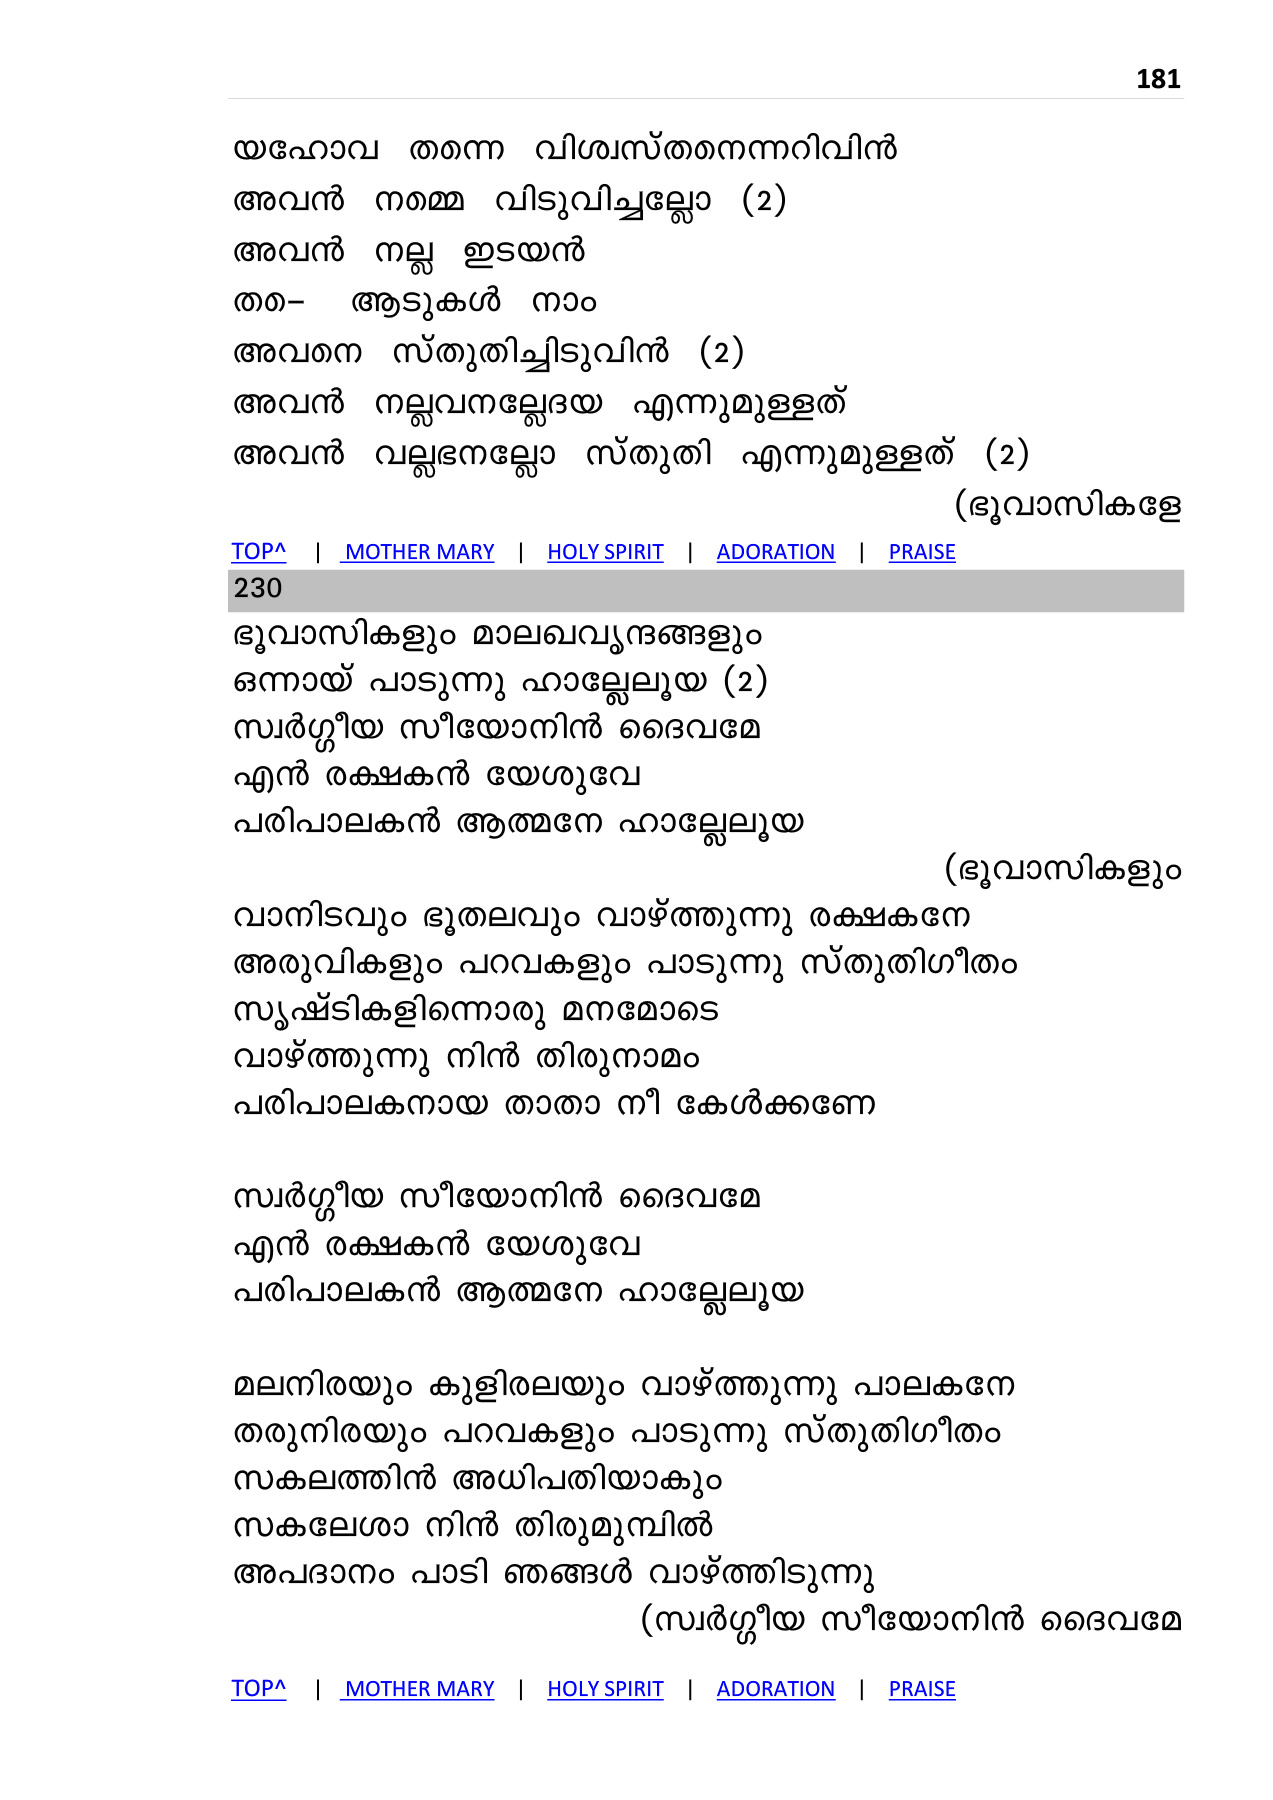 181
യഹോവ തന്നെ വിശ്വസ്തനെന്നറിവിൻ
അവൻ നമ്മെ വിടുവിച്ചല്ലോ (2)
അവൻ നല്ല ഇടയൻ
തെ- ആടുകൾ നാം
അവനെ സ്തുതിച്ചിടുവിൻ (2)
അവൻ നല്ലവനല്ലേദയ എന്നുമുള്ളത്
അവൻ വല്ലഭനല്ലോ സ്തുതി എന്നുമുള്ളത് (2)
(ഭൂവാസികളേ
TOP^ | MOTHER MARY | HOLY SPIRIT | ADORATION | PRAISE
230
ഭൂവാസികളും മാലഖവൃന്ദങ്ങളും
ഒന്നായ് പാടുന്നു ഹാല്ലേലൂയ (2)
സ്വർഗ്ഗീയ സീയോനിൻ ദൈവമേ
എൻ രക്ഷകൻ യേശുവേ
പരിപാലകൻ ആത്മനേ ഹാല്ലേലൂയ
(ഭൂവാസികളും
വാനിടവും ഭൂതലവും വാഴ്ത്തുന്നു രക്ഷകനേ
അരുവികളും പറവകളും പാടുന്നു സ്തുതിഗീതം
സൃഷ്ടികളിന്നൊരു മനമോടെ
വാഴ്ത്തുന്നു നിൻ തിരുനാമം
പരിപാലകനായ താതാ നീ കേൾക്കണേ
സ്വർഗ്ഗീയ സീയോനിൻ ദൈവമേ
എൻ രക്ഷകൻ യേശുവേ
പരിപാലകൻ ആത്മനേ ഹാല്ലേലൂയ
മലനിരയും കുളിരലയും വാഴ്ത്തുന്നു പാലകനേ
തരുനിരയും പറവകളും പാടുന്നു സ്തുതിഗീതം
സകലത്തിൻ അധിപതിയാകും
സകലേശാ നിൻ തിരുമുമ്പിൽ
അപദാനം പാടി ഞങ്ങൾ വാഴ്ത്തിടുന്നു
(സ്വർഗ്ഗീയ സീയോനിൻ ദൈവമേ
TOP^ | MOTHER MARY | HOLY SPIRIT | ADORATION | PRAISE